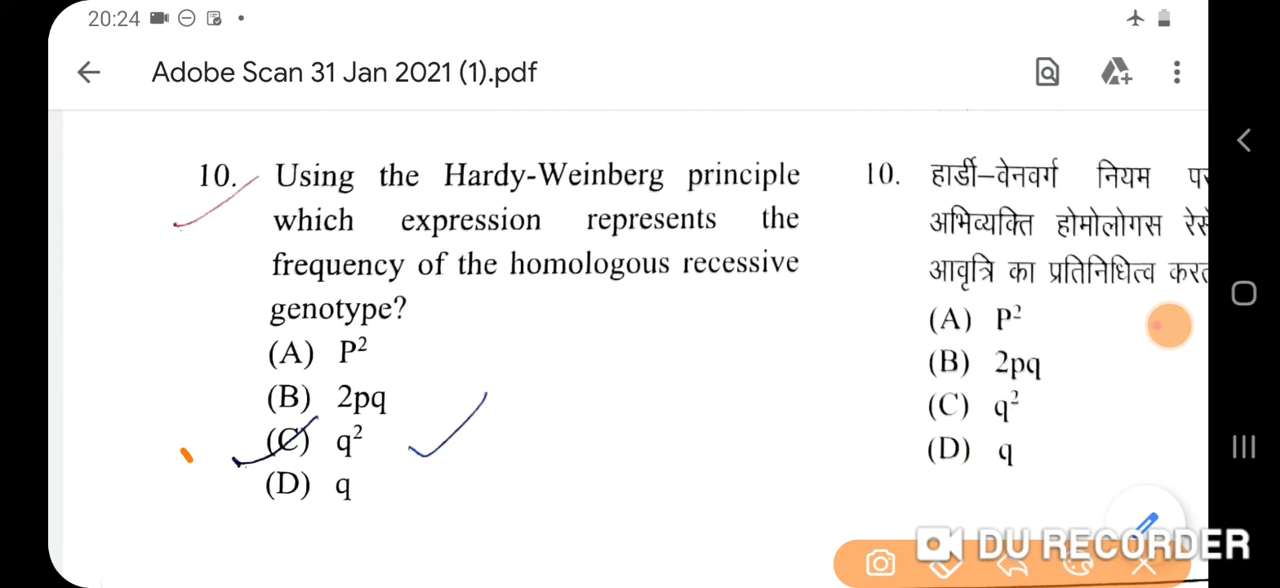 20:24
Adobe Scan 31 Jan 2021 (1).pdf
10. Using the Hardy-Weinberg principle
which expression represents the
frequency of the homologous recessive
genotype?
(A) P²
(B) 2pq
(C) q²
(D) q
10. हार्डी–वेनवर्ग नियम
अभिव्यक्ति होमोलोगस
आवृत्रि का प्रतिनिधित्व
(A) P²
(B) 2pq
(C) q²
(D) q
DU RECORDER